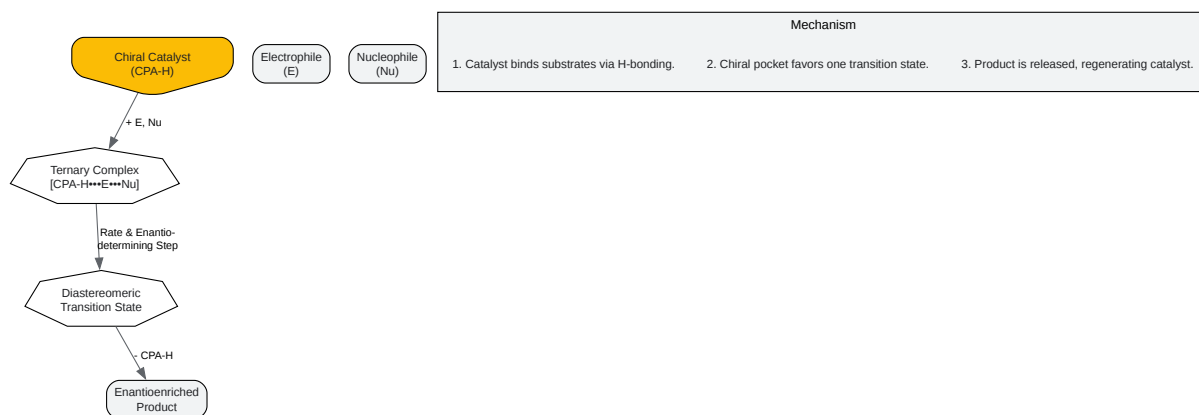 Mechanism
Chiral Catalyst
(CPA-H)
Electrophile
(E)
Nucleophile
(Nu)
1. Catalyst binds substrates via H-bonding.
2. Chiral pocket favors one transition state.
3. Product is released, regenerating catalyst.
+ E, Nu
Ternary Complex
[CPA-H•••E•••Nu]
Rate & Enantio-
determining Step
Diastereomeric
Transition State
- CPA-H
Enantioenriched
Product